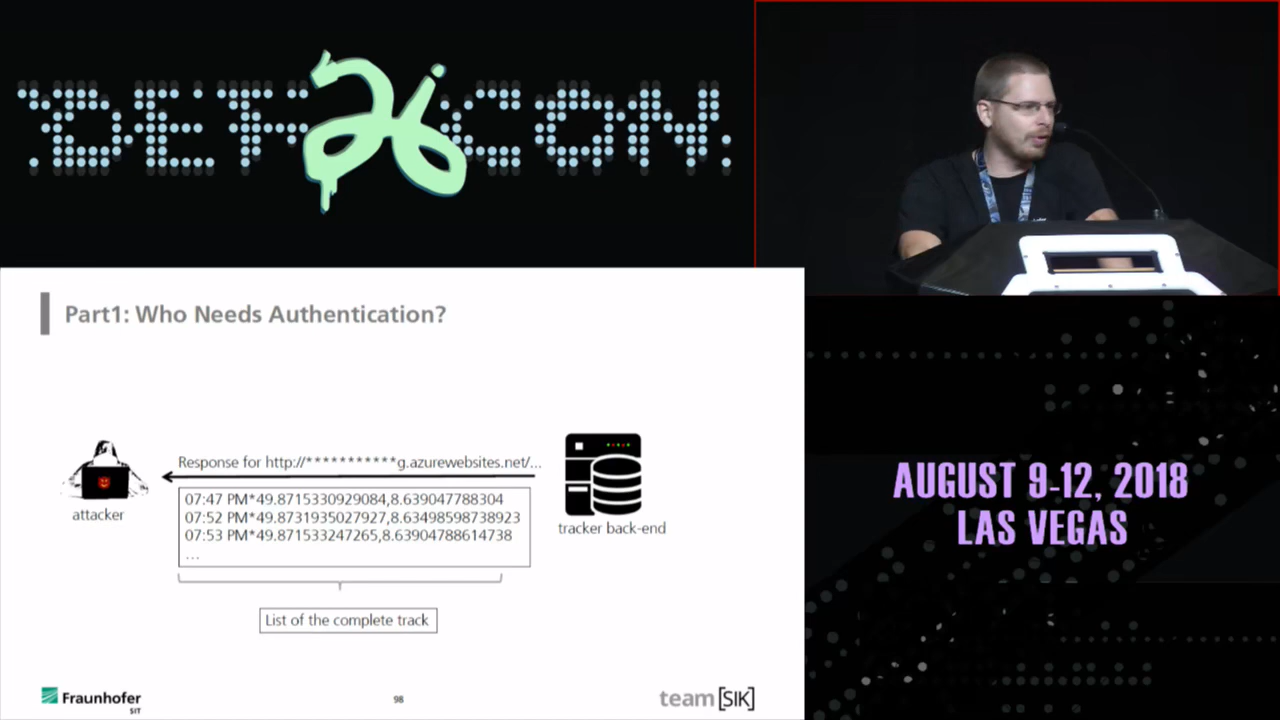 DEF 26 CON
Part1: Who Needs Authentication?
Response for http://***********g.azurewebsites.net/...
07:47 PM*49.8715330929084,8.639047788304
07:52 PM*49.8731935027927,8.63498598738923
07:53 PM*49.871533247265,8.63904788614738
...
attacker
tracker back-end
List of the complete track
Fraunhofer
SIT
98
team[SIK]
AUGUST 9-12, 2018
LAS VEGAS